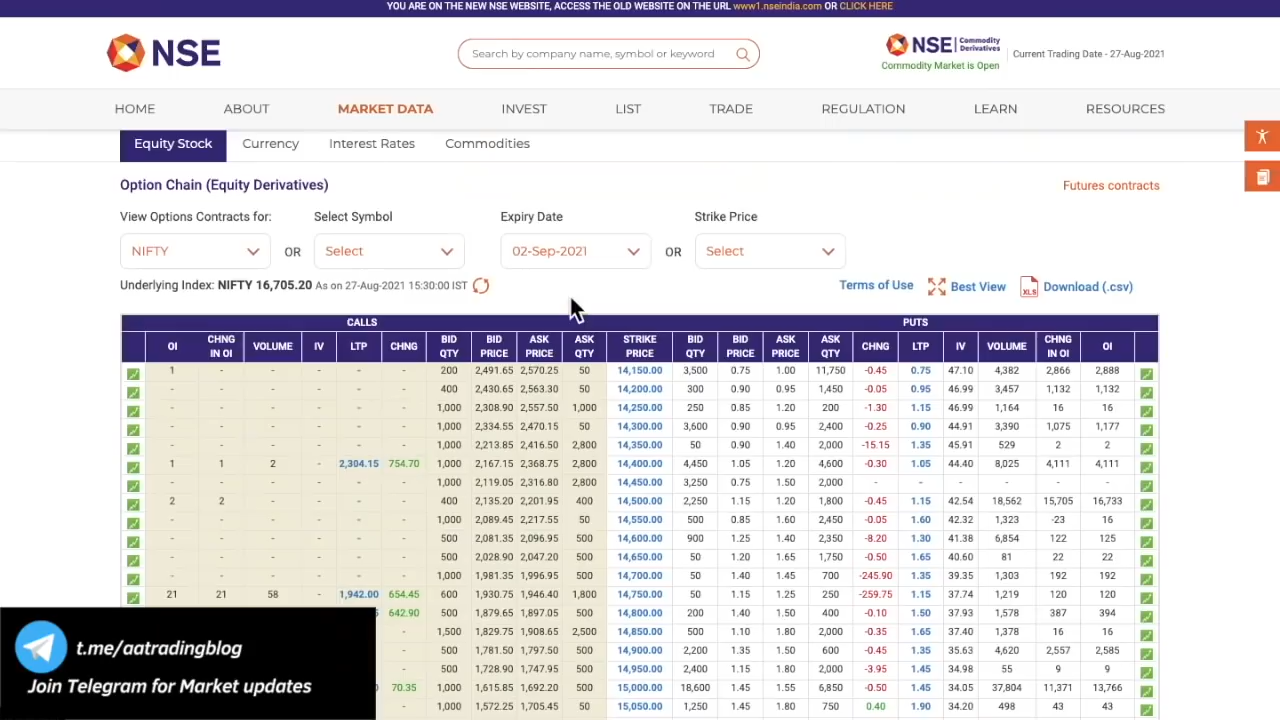 YOU ARE ON THE NEW NSE WEBSITE, ACCESS THE OLD WEBSITE ON THE URL www1.nseindia.com OR CLICK HERE
NSE
Search by company name, symbol or keyword
NSE Commodity Derivatives
Commodity Market is Open
Current Trading Date - 27-Aug-2021
HOME ABOUT MARKET DATA INVEST LIST TRADE REGULATION LEARN RESOURCES
Equity Stock Currency Interest Rates Commodities
Option Chain (Equity Derivatives) Futures contracts
View Options Contracts for: Select Symbol Expiry Date Strike Price
NIFTY OR Select 02-Sep-2021 OR Select
Underlying Index: NIFTY 16,705.20 As on 27-Aug-2021 15:30:00 IST Terms of Use Best View XLS Download (.csv)
CALLS PUTS
OI CHNG IN OI VOLUME IV LTP CHNG BID QTY BID PRICE ASK PRICE ASK QTY STRIKE PRICE BID QTY BID PRICE ASK PRICE ASK QTY CHNG LTP IV VOLUME CHNG IN OI OI
1 - - - - - 200 2,491.65 2,570.25 50 14,150.00 3,500 0.75 1.00 11,750 -0.45 0.75 47.10 4,382 2,866 2,888
- - - - - - 400 2,430.65 2,563.30 50 14,200.00 300 0.90 0.95 1,450 -0.05 0.95 46.99 3,457 1,132 1,132
- - - - - - 1,000 2,308.90 2,557.50 1,000 14,250.00 250 0.85 1.20 200 -1.30 1.15 46.99 1,164 16 16
- - - - - - 1,000 2,334.55 2,470.15 50 14,300.00 3,600 0.90 0.95 2,400 -0.25 0.90 44.91 3,390 1,075 1,177
- - - - - - 1,000 2,213.85 2,416.50 2,800 14,350.00 50 0.90 1.40 2,000 -15.15 1.35 45.91 529 2 2
1 1 2 - 2,304.15 754.70 1,000 2,167.15 2,368.75 2,800 14,400.00 4,450 1.05 1.20 4,600 -0.30 1.05 44.40 8,025 4,111 4,111
- - - - - - 1,000 2,119.05 2,316.80 2,800 14,450.00 3,250 0.75 1.50 2,000 - - - - - -
2 2 - - - - 400 2,135.20 2,201.95 400 14,500.00 2,250 1.15 1.20 1,800 -0.45 1.15 42.54 18,562 15,705 16,733
- - - - - - 1,000 2,089.45 2,217.55 50 14,550.00 500 0.85 1.60 2,450 -0.05 1.60 42.32 1,323 -23 16
- - - - - - 500 2,081.35 2,096.95 500 14,600.00 900 1.25 1.40 2,350 -8.20 1.30 41.38 6,854 122 125
- - - - - - 500 2,028.90 2,047.20 500 14,650.00 50 1.20 1.65 1,750 -0.50 1.65 40.60 81 22 22
- - - - - - 1,000 1,981.35 1,996.95 500 14,700.00 50 1.40 1.45 700 -245.90 1.35 39.35 1,303 192 192
21 21 58 - 1,942.00 654.45 600 1,930.75 1,946.40 1,800 14,750.00 50 1.15 1.25 250 -259.75 1.15 37.74 1,219 120 120
642.90 500 1,879.65 1,897.05 500 14,800.00 200 1.40 1.50 400 -0.10 1.50 37.93 1,578 387 394
- 1,500 1,829.75 1,908.65 2,500 14,850.00 500 1.10 1.80 2,000 -0.35 1.65 37.40 1,378 16 16
- 500 1,781.50 1,797.50 500 14,900.00 2,200 1.35 1.50 600 -0.45 1.35 35.63 4,620 2,557 2,585
- 500 1,728.90 1,747.95 500 14,950.00 2,400 1.15 1.80 2,000 -3.95 1.45 34.98 55 9 9
70.35 1,000 1,615.85 1,692.20 500 15,000.00 18,600 1.45 1.55 6,850 -0.50 1.45 34.05 37,804 11,371 13,766
- 500 1,572.25 1,705.45 50 15,050.00 1,250 1.45 1.80 750 0.40 1.90 34.20 498 43 43
t.me/aatradingblog
Join Telegram for Market updates